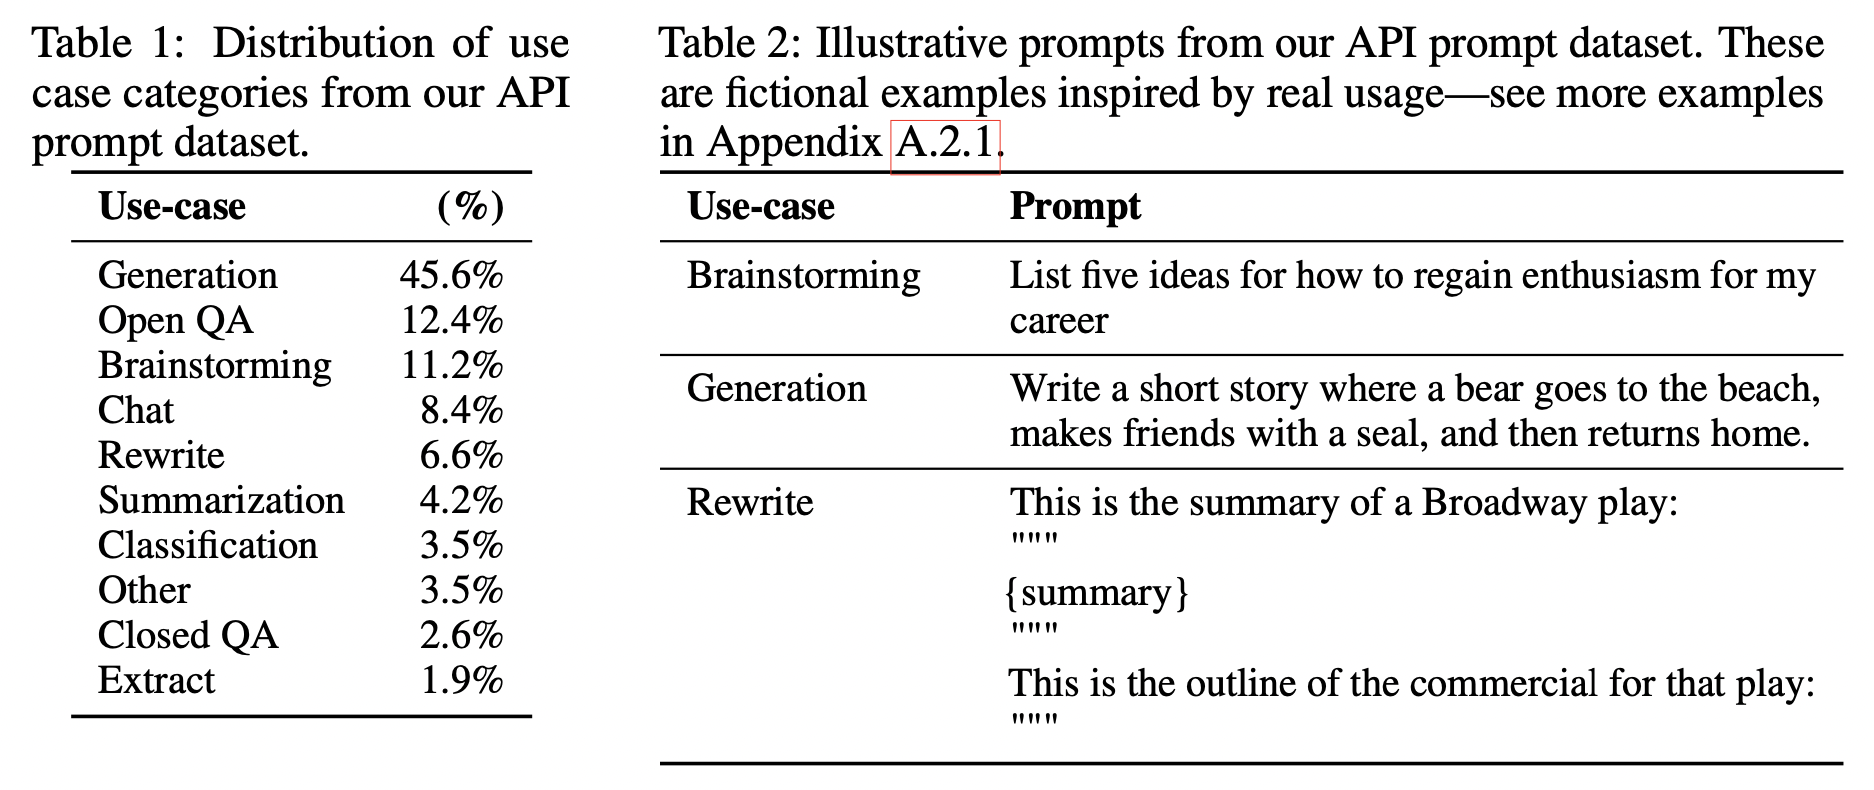 Table 1: Distribution of use
case categories from our API
prompt dataset.
Use-case (%)
Generation 45.6%
Open QA 12.4%
Brainstorming 11.2%
Chat 8.4%
Rewrite 6.6%
Summarization 4.2%
Classification 3.5%
Other 3.5%
Closed QA 2.6%
Extract 1.9%
Table 2: Illustrative prompts from our API prompt dataset. These
are fictional examples inspired by real usage—see more examples
in Appendix A.2.1.
Use-case Prompt
Brainstorming List five ideas for how to regain enthusiasm for my
career
Generation Write a short story where a bear goes to the beach,
makes friends with a seal, and then returns home.
Rewrite This is the summary of a Broadway play:
"""
{summary}
"""
This is the outline of the commercial for that play:
"""